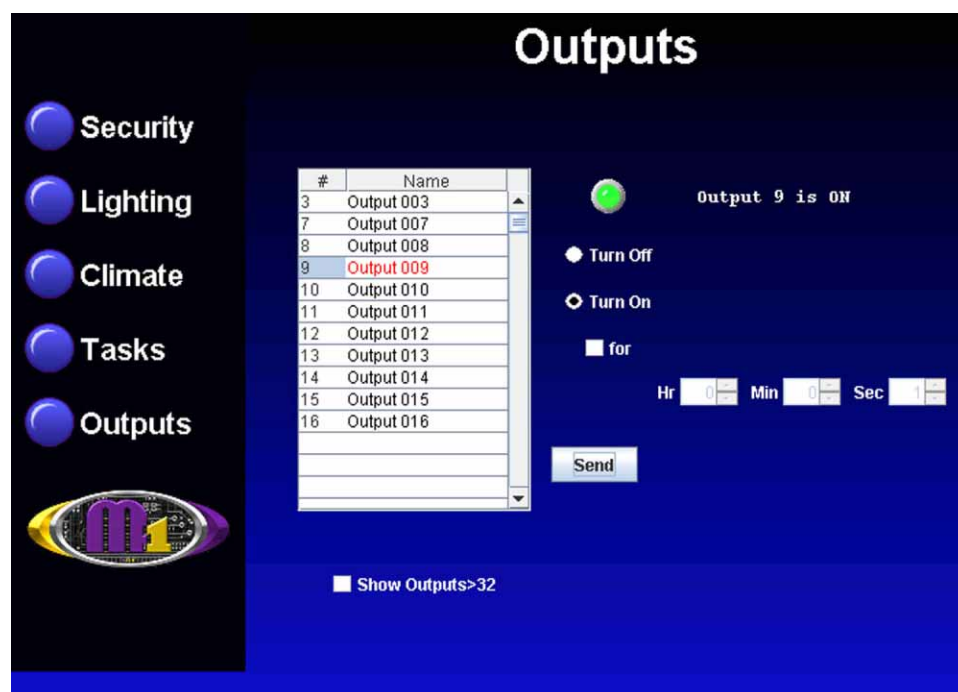 Outputs
Security
Lighting
Climate
Tasks
Outputs
M1
# Name
3 Output 003
7 Output 007
8 Output 008
9 Output 009
10 Output 010
11 Output 011
12 Output 012
13 Output 013
14 Output 014
15 Output 015
16 Output 016
Output 9 is ON
Turn Off
Turn On
for
Hr 0 Min 0 Sec 1
Send
Show Outputs>32